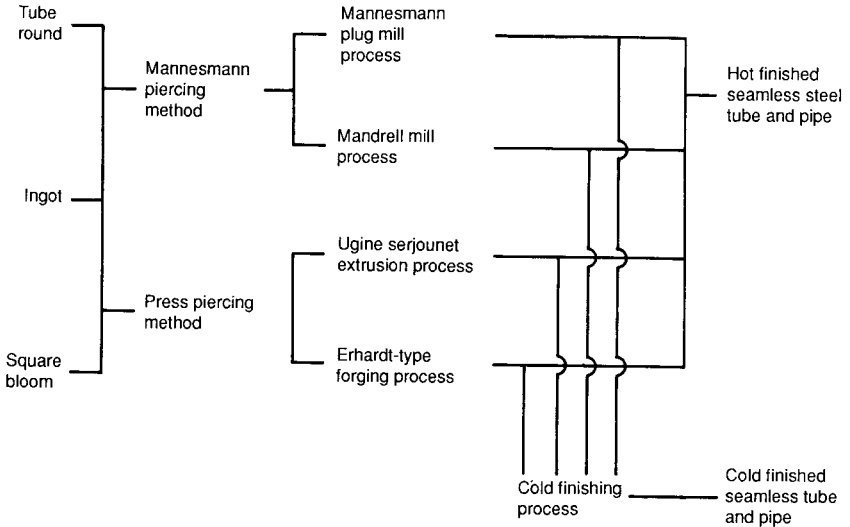 Tube
round
Mannesmann
piercing
method
Mannesmann
plug mill
process
Hot finished
seamless steel
tube and pipe
Mandrell mill
process
Ingot
Ugine serjounet
extrusion process
Press piercing
method
Erhardt-type
forging process
Square
bloom
Cold finishing
process
Cold finished
seamless tube
and pipe